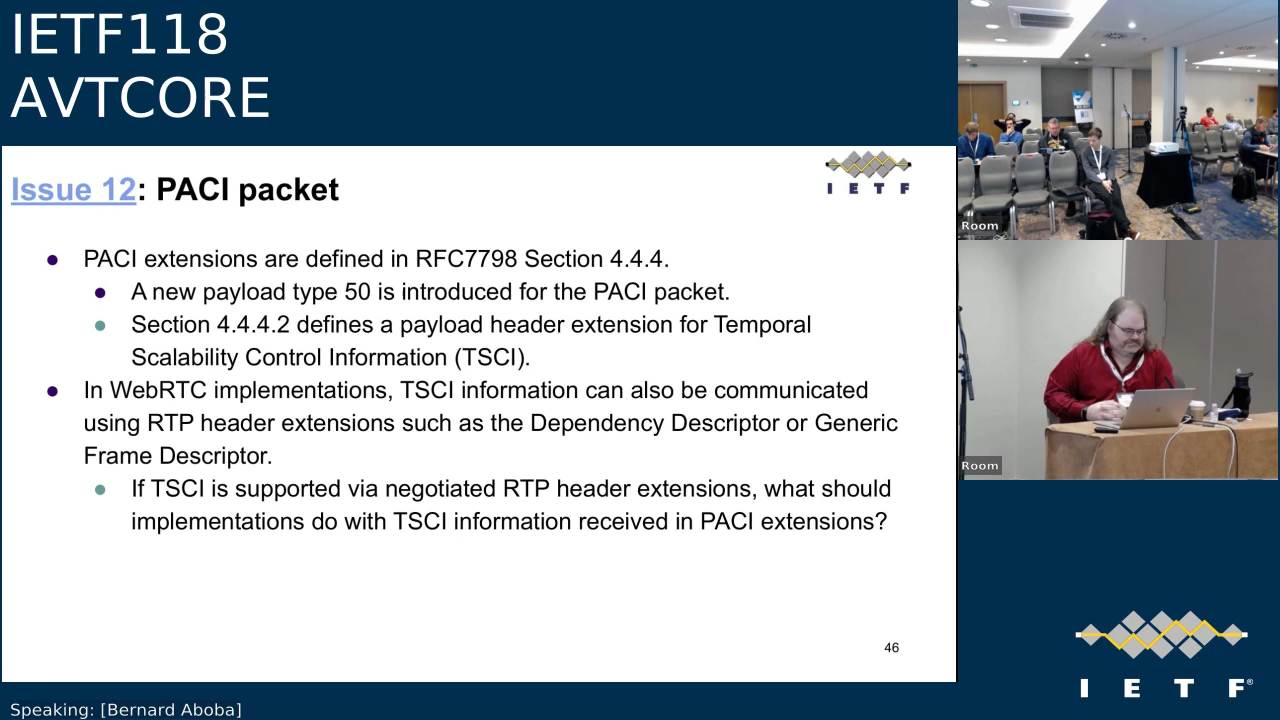 IETF118
AVTCORE
Issue 12: PACI packet
I E T F
● PACI extensions are defined in RFC7798 Section 4.4.4.
● A new payload type 50 is introduced for the PACI packet.
● Section 4.4.4.2 defines a payload header extension for Temporal
Scalability Control Information (TSCI).
● In WebRTC implementations, TSCI information can also be communicated
using RTP header extensions such as the Dependency Descriptor or Generic
Frame Descriptor.
● If TSCI is supported via negotiated RTP header extensions, what should
implementations do with TSCI information received in PACI extensions?
46
Room
Room
I E T F®
Speaking: [Bernard Aboba]